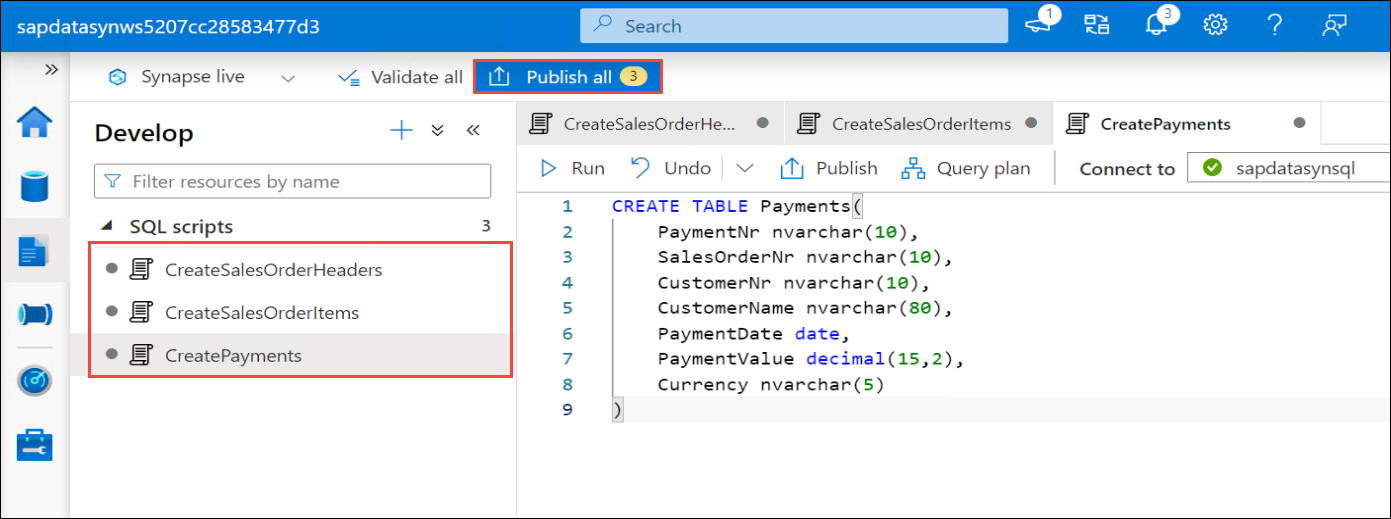 sapdatasynws5207cc28583477d3
Search
1
3
»
Synapse live
Validate all
Publish all 3
Develop
Filter resources by name
SQL scripts 3
CreateSalesOrderHeaders
CreateSalesOrderItems
CreatePayments
CreateSalesOrderHe...
CreateSalesOrderItems
CreatePayments
Run
Undo
Publish
Query plan
Connect to
sapdatasynsql
1 CREATE TABLE Payments(
2 PaymentNr nvarchar(10),
3 SalesOrderNr nvarchar(10),
4 CustomerNr nvarchar(10),
5 CustomerName nvarchar(80),
6 PaymentDate date,
7 PaymentValue decimal(15,2),
8 Currency nvarchar(5)
9 )